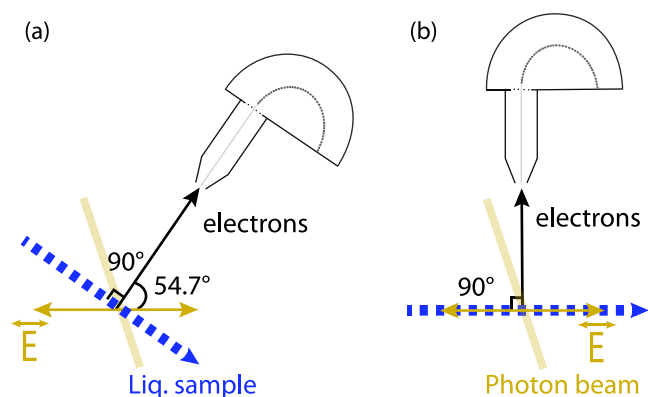 (a)
electrons
90°
54.7°
E
Liq. sample
(b)
electrons
90°
E
Photon beam